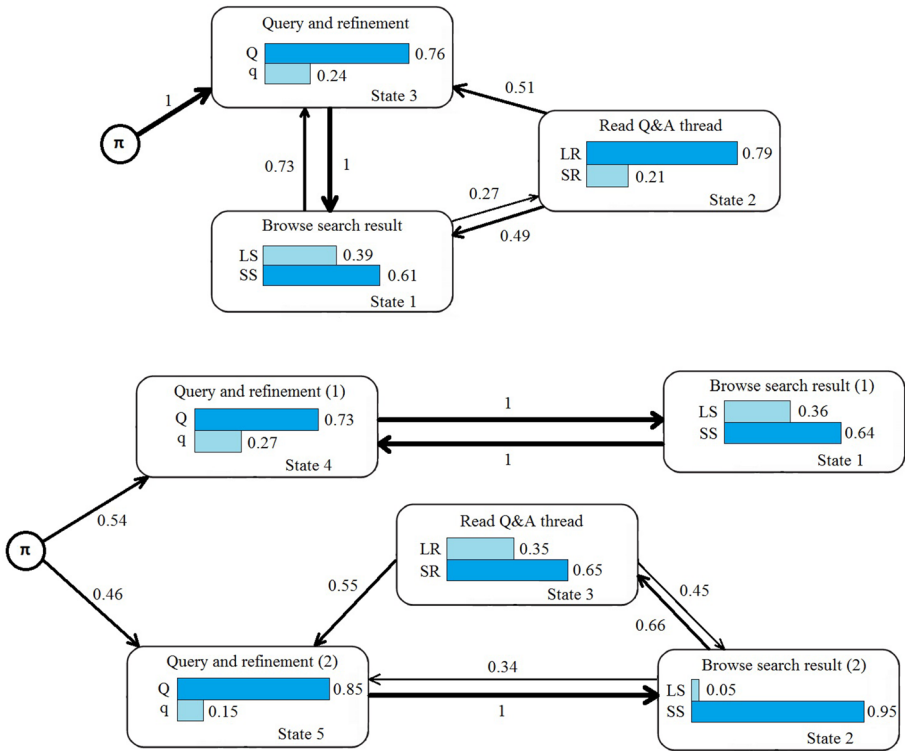 Query and refinement
Q 0.76
q 0.24
State 3
1
π
0.51
Read Q&A thread
LR 0.79
SR 0.21
State 2
0.73
1
0.27
0.49
Browse search result
LS 0.39
SS 0.61
State 1
Query and refinement (1)
Q 0.73
q 0.27
State 4
1
1
Browse search result (1)
LS 0.36
SS 0.64
State 1
0.54
π
0.46
Read Q&A thread
LR 0.35
SR 0.65
State 3
0.55
0.45
0.66
Query and refinement (2)
Q 0.85
q 0.15
State 5
0.34
1
Browse search result (2)
LS 0.05
SS 0.95
State 2